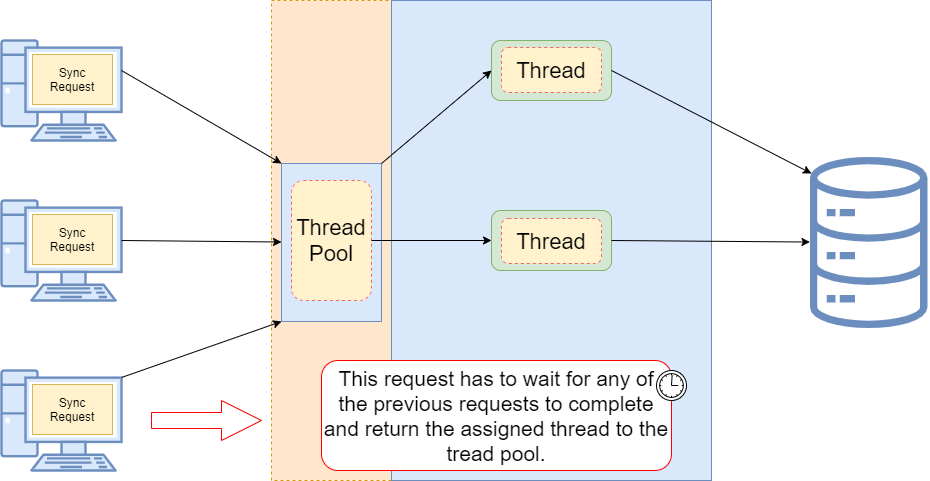 Sync
Request
Thread
Sync
Request
Thread
Pool
Thread
Sync
Request
This request has to wait for any of
the previous requests to complete
and return the assigned thread to the
tread pool.